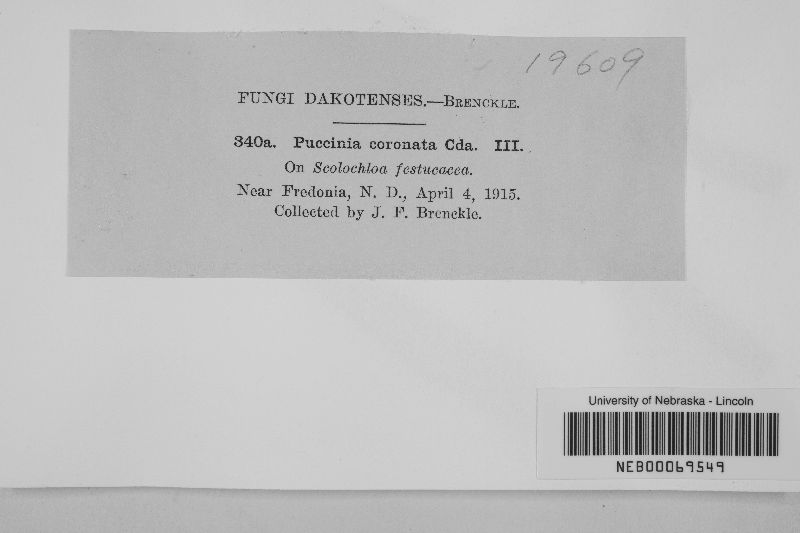 19609
FUNGI DAKOTENSES.—BRENCKLE.
340a. Puccinia coronata Cda. III.
On Scolochloa festucacea.
Near Fredonia, N. D., April 4, 1915.
Collected by J. F. Brenckle.
University of Nebraska - Lincoln
NEB00069549